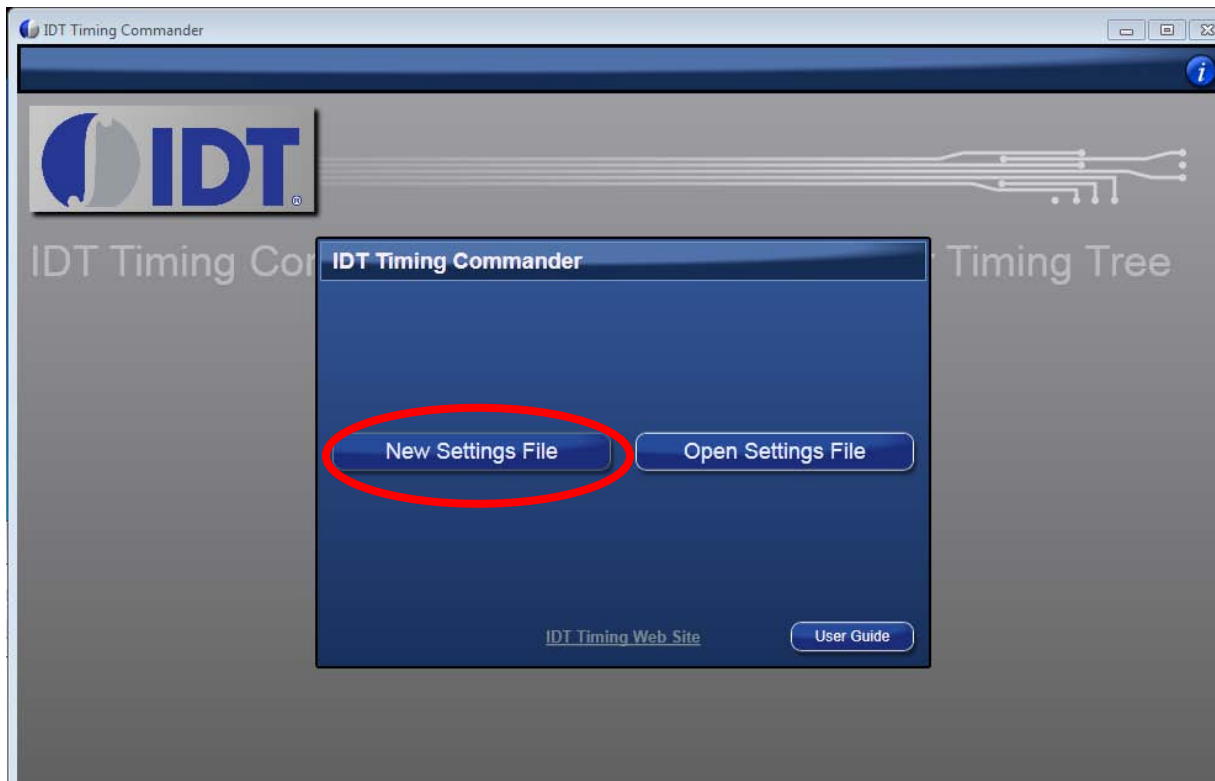 IDT Timing Commander
i
IDT®
IDT Timing Timing Tree
IDT Timing Commander
New Settings File
Open Settings File
IDT Timing Web Site
User Guide